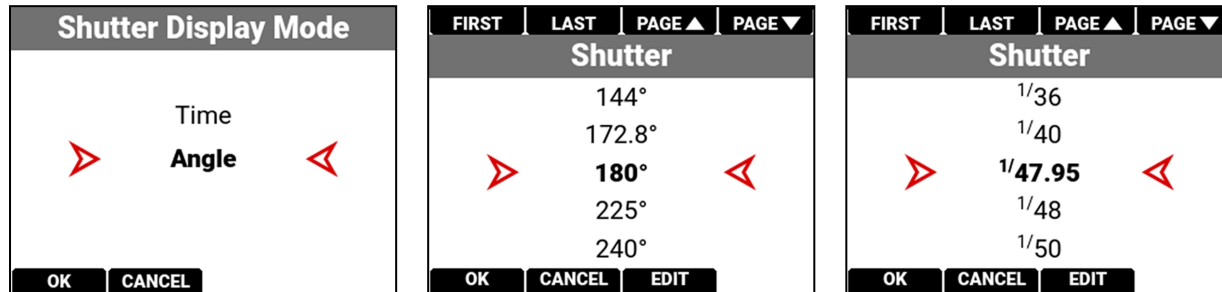 Shutter Display Mode
Time
Angle
OK CANCEL
FIRST LAST PAGE▲ PAGE▼
Shutter
144°
172.8°
180°
225°
240°
OK CANCEL EDIT
FIRST LAST PAGE▲ PAGE▼
Shutter
1/36
1/40
1/47.95
1/48
1/50
OK CANCEL EDIT